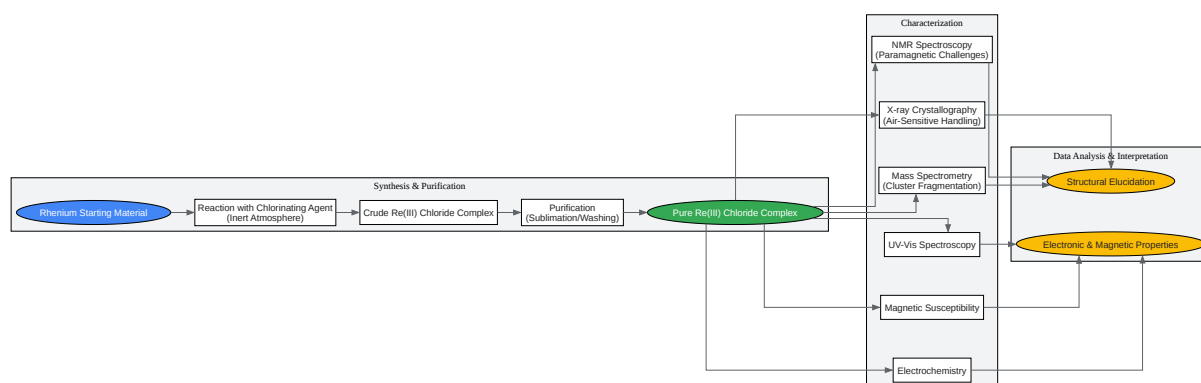 Characterization
NMR Spectroscopy
(Paramagnetic Challenges)
X-ray Crystallography
(Air-Sensitive Handling)
Data Analysis & Interpretation
Synthesis & Purification
Mass Spectrometry
(Cluster Fragmentation)
Structural Elucidation
Rhenium Starting Material
Reaction with Chlorinating Agent
(Inert Atmosphere)
Crude Re(III) Chloride Complex
Purification
(Sublimation/Washing)
Pure Re(III) Chloride Complex
UV-Vis Spectroscopy
Electronic & Magnetic Properties
Magnetic Susceptibility
Electrochemistry